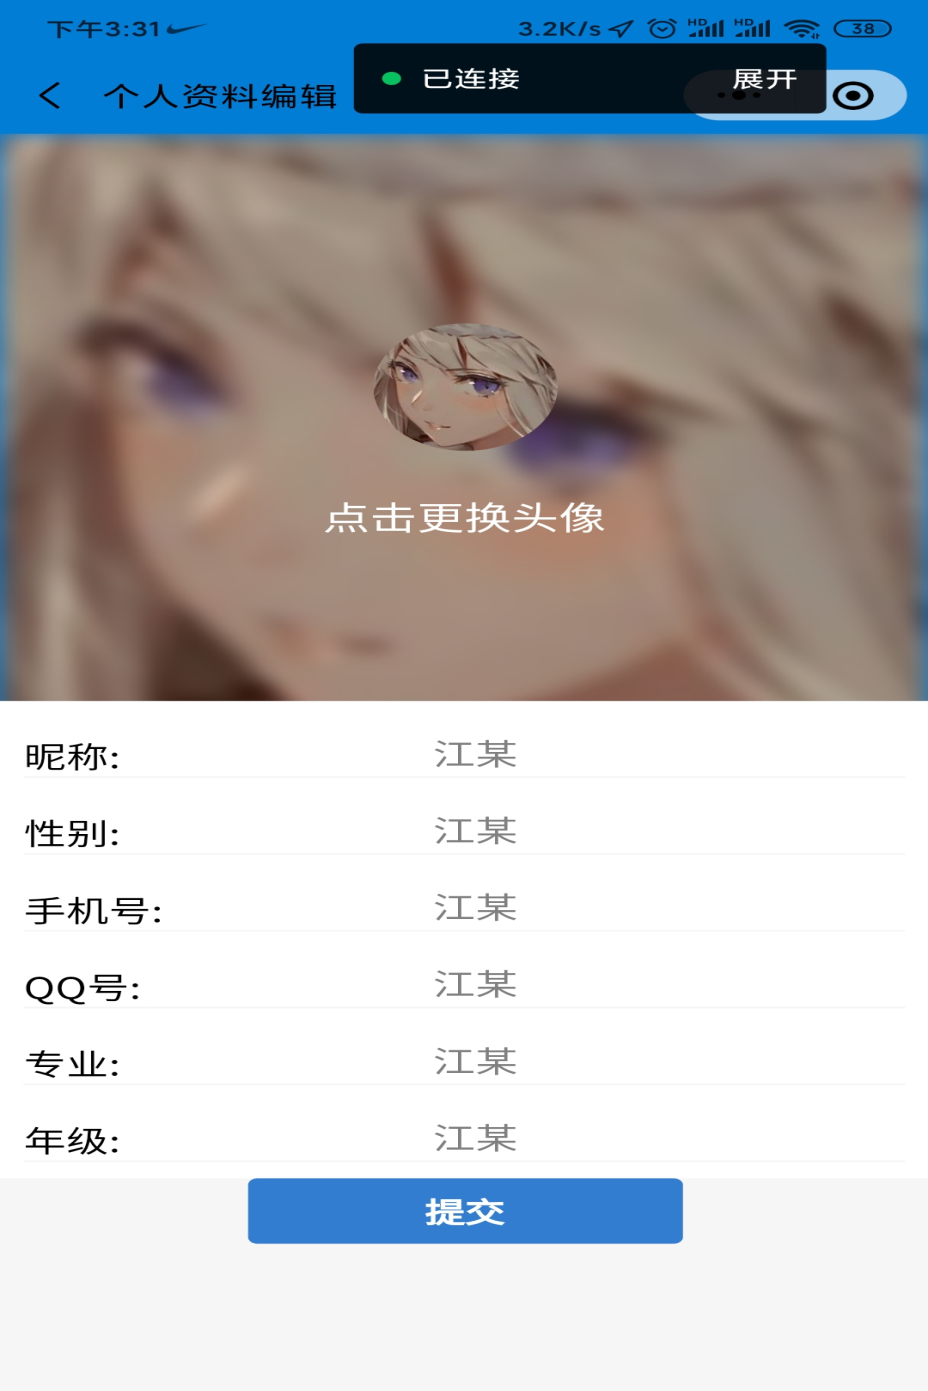 下午3:31 3.2K/s HD HD 38
个人资料编辑 已连接 展开
点击更换头像
昵称: 江某
性别: 江某
手机号: 江某
QQ号: 江某
专业: 江某
年级: 江某
提交